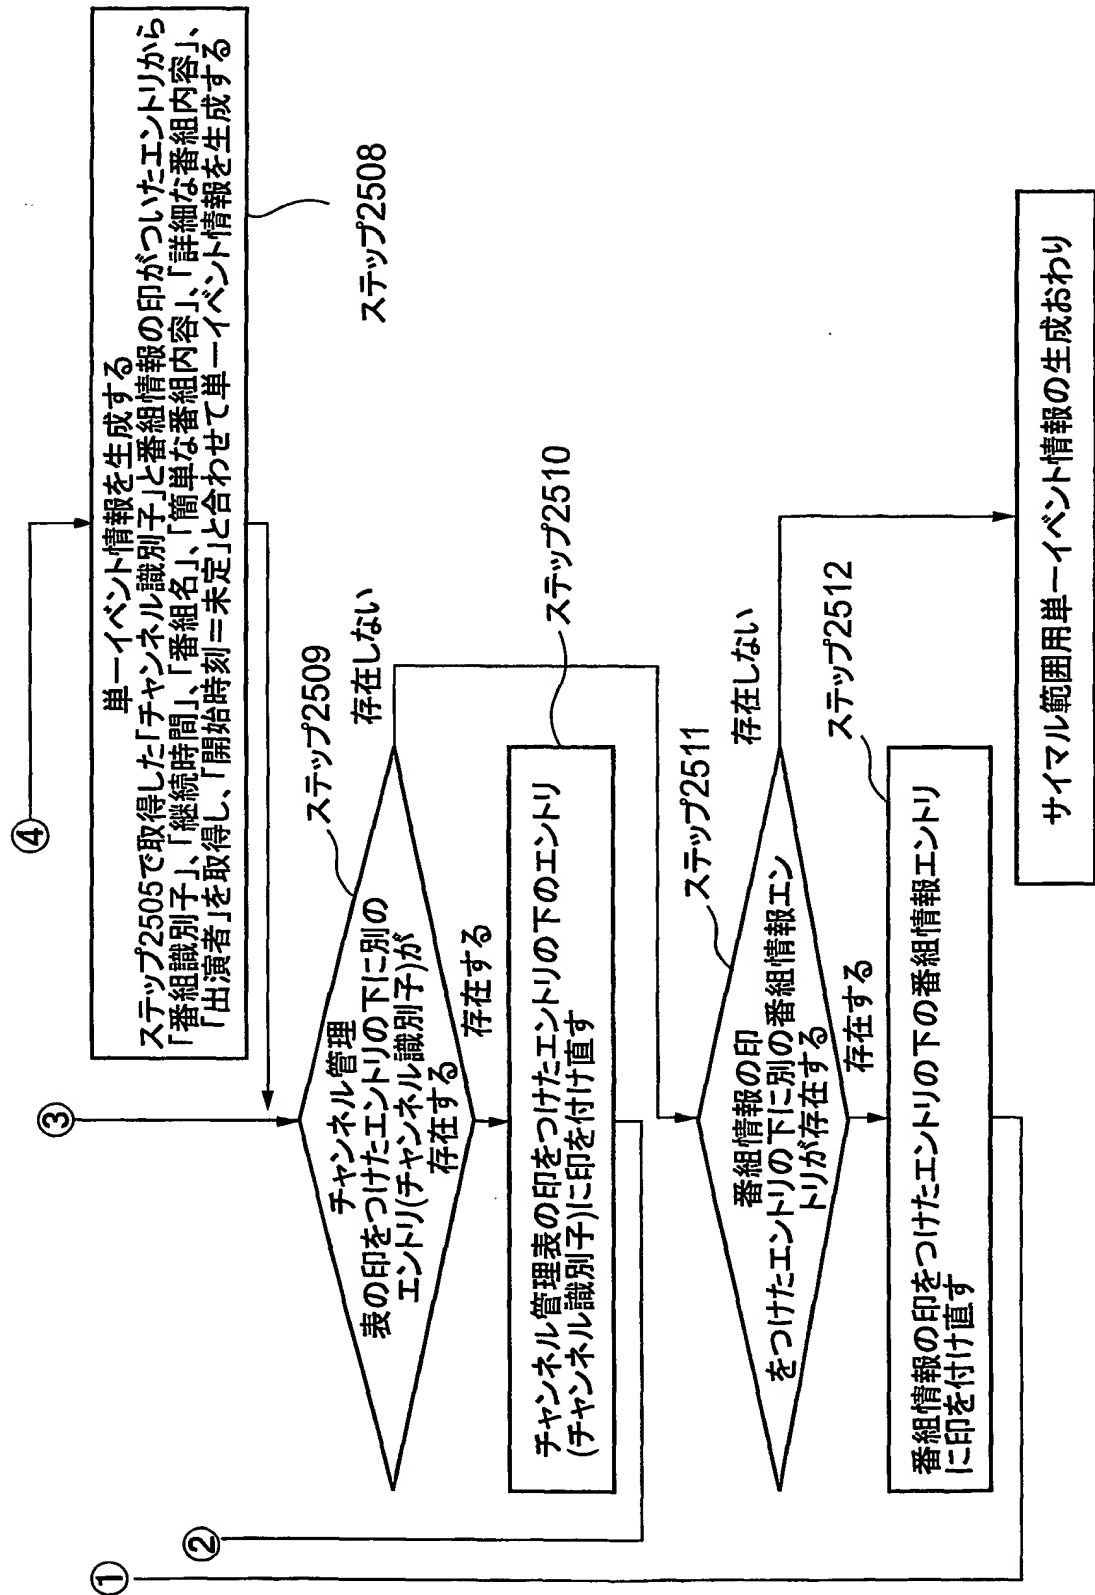 ④
単一イベント情報を生成する
ステップ2505で取得した「チャンネル識別子」と番組情報の印がついたエントリから
「番組識別子」、「継続時間」、「番組名」、「簡単な番組内容」、「詳細な番組内容」、
「出演者」を取得し、「開始時刻=未定」と合わせて単一イベント情報を生成する
ステップ2508
③
チャンネル管理
表の印をつけたエントリの下に別の
エントリ(チャンネル識別子)が
存在する
ステップ2509
存在しない
存在する
チャンネル管理表の印をつけたエントリの下のエントリ
(チャンネル識別子)に印を付け直す
ステップ2510
②
番組情報の印
をつけたエントリの下に別の番組情報エン
トリが存在する
ステップ2511
存在しない
存在する
番組情報の印をつけたエントリの下の番組情報エントリ
に印を付け直す
ステップ2512
①
サイマル範囲用単一イベント情報の生成おわり